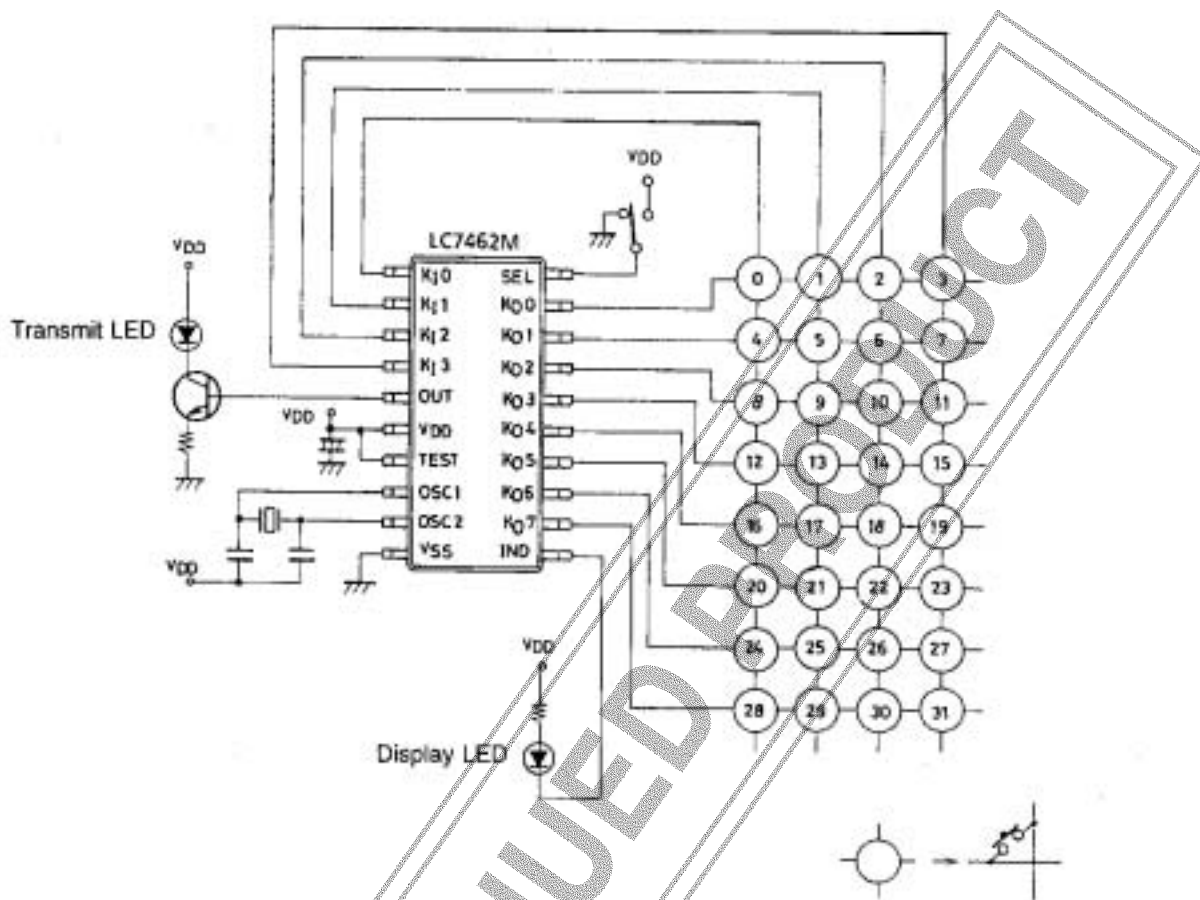 VDD
LC7462M
VDD
Transmit LED
KI0 SEL
KI1 KO0
KI2 KO1
KI3 KO2
OUT KO3
VDD
VDD KO4
TEST KO5
OSC1 KO6
OSC2 KO7
VSS IND
VDD
VDD
Display LED
0 1 2 3
4 5 6 7
8 9 10 11
12 13 14 15
16 17 18 19
20 21 22 23
24 25 26 27
28 29 30 31
NUED PRODUCT